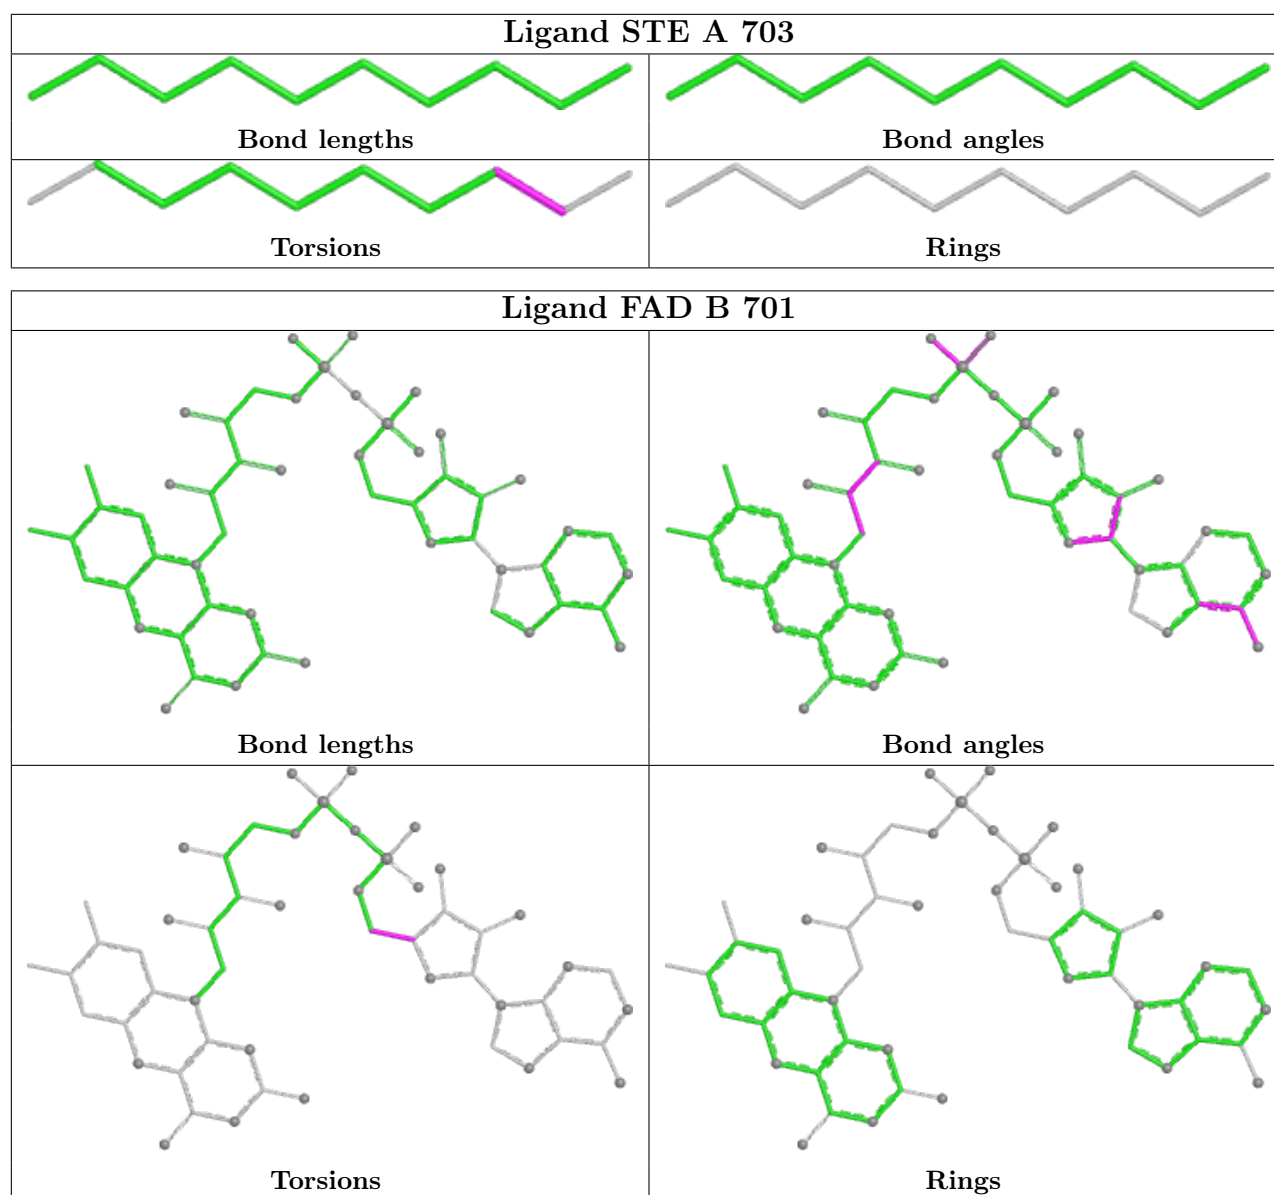 Ligand STE A 703
Bond lengths
Bond angles
Torsions
Rings
Ligand FAD B 701
Bond lengths
Bond angles
Torsions
Rings